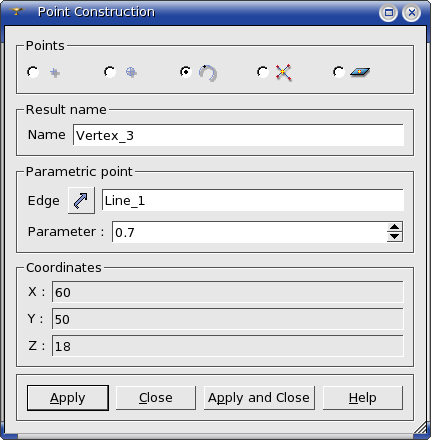 Point Construction
Points
Result name
Name Vertex_3
Parametric point
Edge Line_1
Parameter : 0.7
Coordinates
X : 60
Y : 50
Z : 18
Apply Close Apply and Close Help